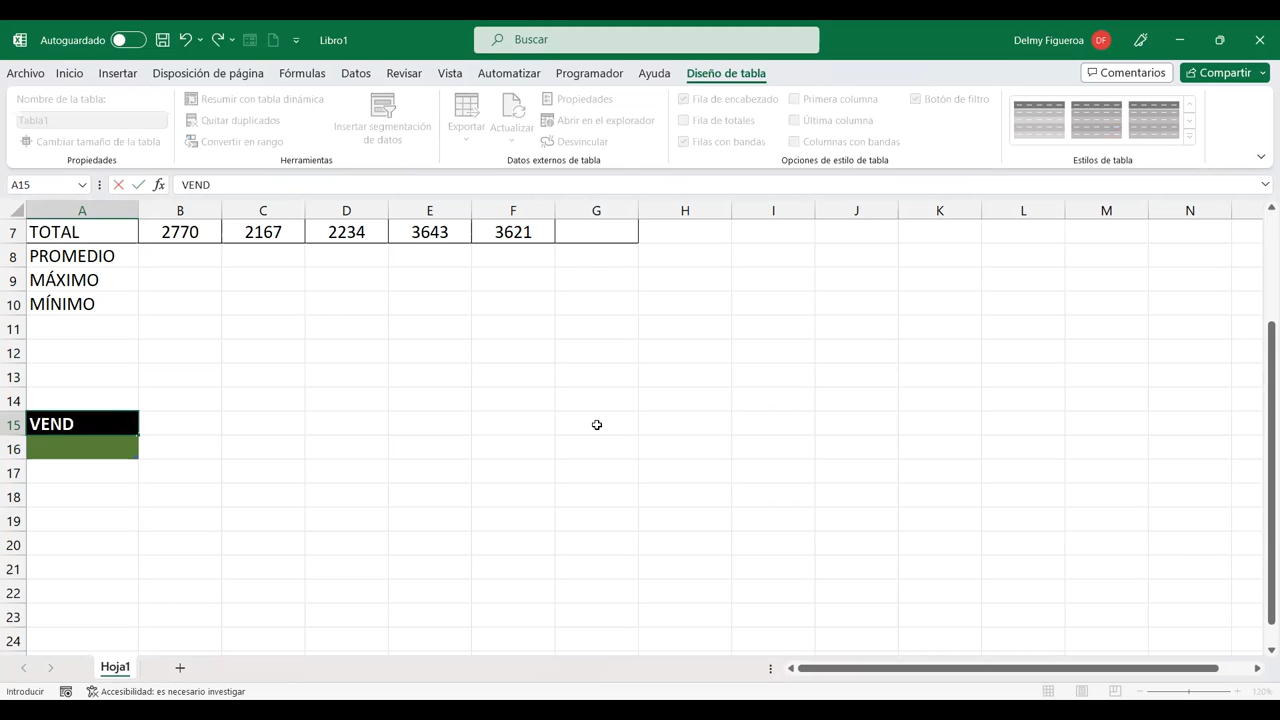 Autoguardado Libro1 Buscar Delmy Figueroa DF
Archivo Inicio Insertar Disposición de página Fórmulas Datos Revisar Vista Automatizar Programador Ayuda Diseño de tabla Comentarios Compartir
Nombre de la tabla:
Tabla1
Cambiar tamaño de la tabla
Propiedades
Resumir con tabla dinámica
Quitar duplicados
Convertir en rango
Insertar segmentación
de datos
Herramientas
Exportar
Actualizar
Propiedades
Abrir en el explorador
Desvincular
Datos externos de tabla
Fila de encabezado
Fila de totales
Filas con bandas
Primera columna
Última columna
Columnas con bandas
Botón de filtro
Opciones de estilo de tabla
Estilos de tabla
A15 fx VEND
A B C D E F G H I J K L M N
7 TOTAL 2770 2167 2234 3643 3621
8 PROMEDIO
9 MÁXIMO
10 MÍNIMO
11
12
13
14
15 VEND
16
17
18
19
20
21
22
23
24
Hoja1
Introducir Accesibilidad: es necesario investigar 120%